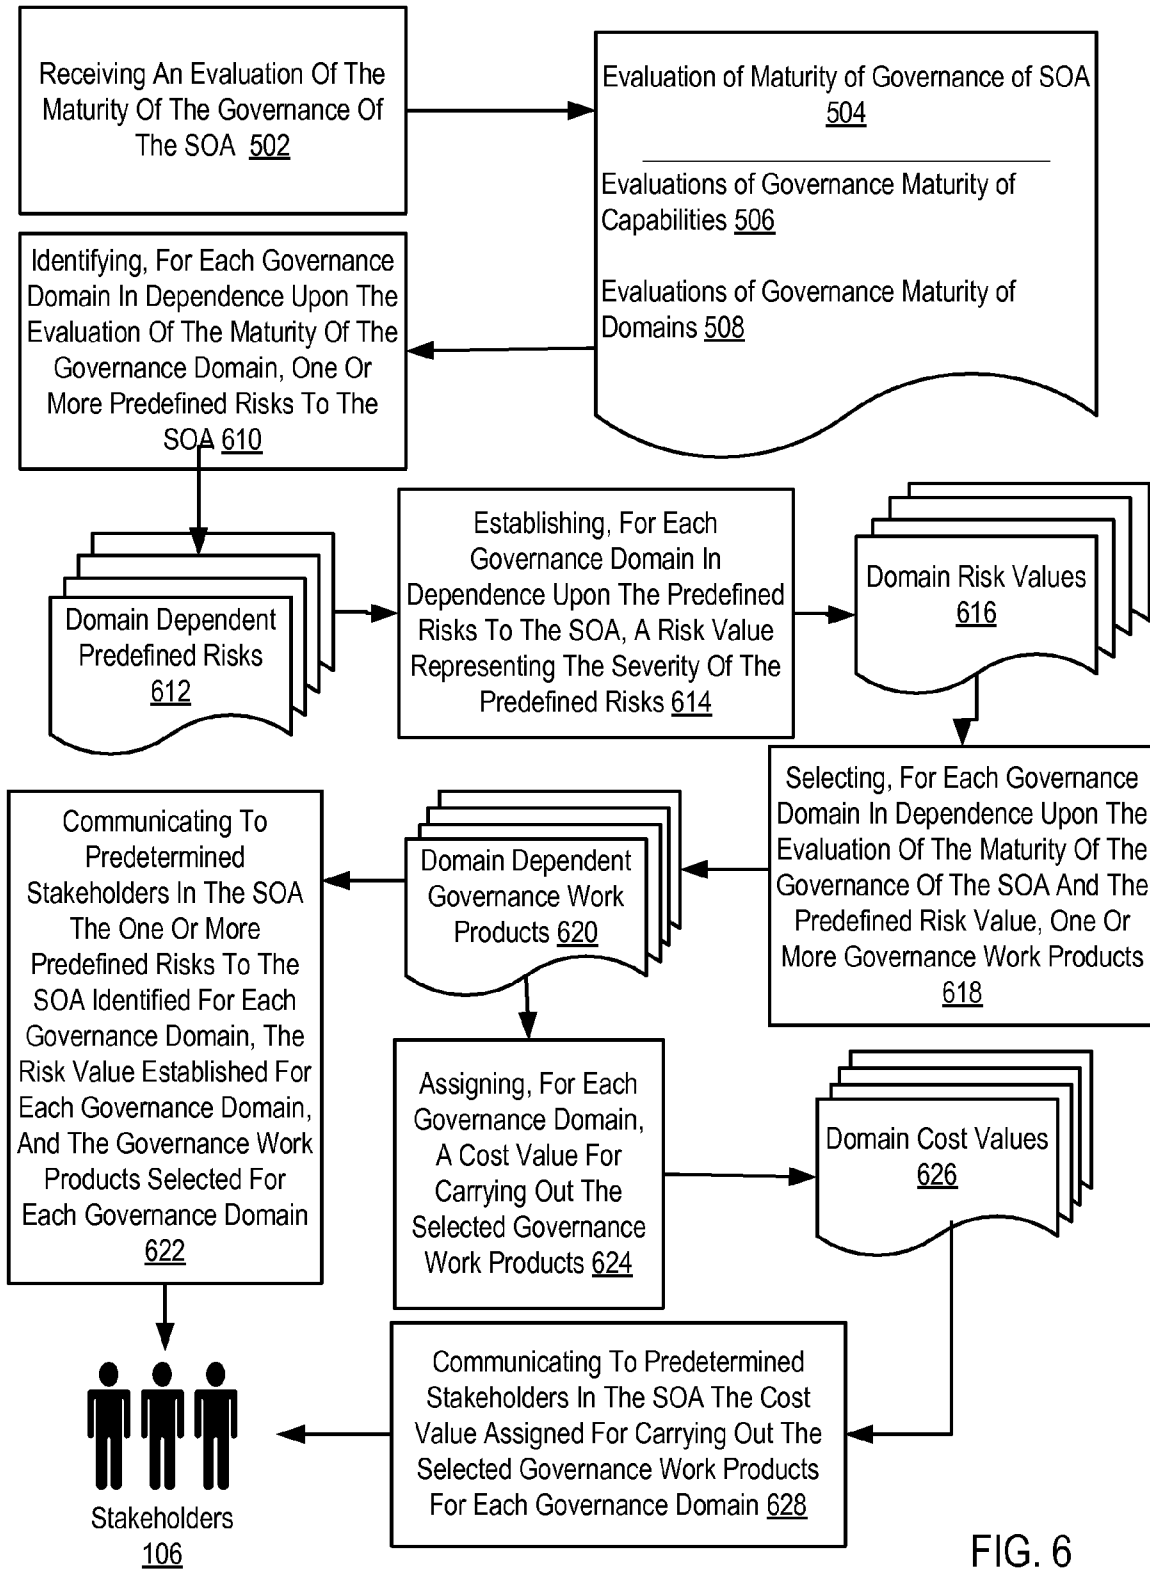 Receiving An Evaluation Of The
Maturity Of The Governance Of
The SOA 502
Evaluation of Maturity of Governance of SOA
504
Evaluations of Governance Maturity of
Capabilities 506
Evaluations of Governance Maturity of
Domains 508
Identifying, For Each Governance
Domain In Dependence Upon The
Evaluation Of The Maturity Of The
Governance Domain, One Or
More Predefined Risks To The
SOA 610
Domain Dependent
Predefined Risks
612
Establishing, For Each
Governance Domain In
Dependence Upon The Predefined
Risks To The SOA, A Risk Value
Representing The Severity Of The
Predefined Risks 614
Domain Risk Values
616
Selecting, For Each Governance
Domain In Dependence Upon The
Evaluation Of The Maturity Of The
Governance Of The SOA And The
Predefined Risk Value, One Or
More Governance Work Products
618
Domain Dependent
Governance Work
Products 620
Communicating To
Predetermined
Stakeholders In The SOA
The One Or More
Predefined Risks To The
SOA Identified For Each
Governance Domain, The
Risk Value Established For
Each Governance Domain,
And The Governance Work
Products Selected For
Each Governance Domain
622
Assigning, For Each
Governance Domain,
A Cost Value For
Carrying Out The
Selected Governance
Work Products 624
Domain Cost Values
626
Communicating To Predetermined
Stakeholders In The SOA The Cost
Value Assigned For Carrying Out The
Selected Governance Work Products
For Each Governance Domain 628
Stakeholders
106
FIG. 6